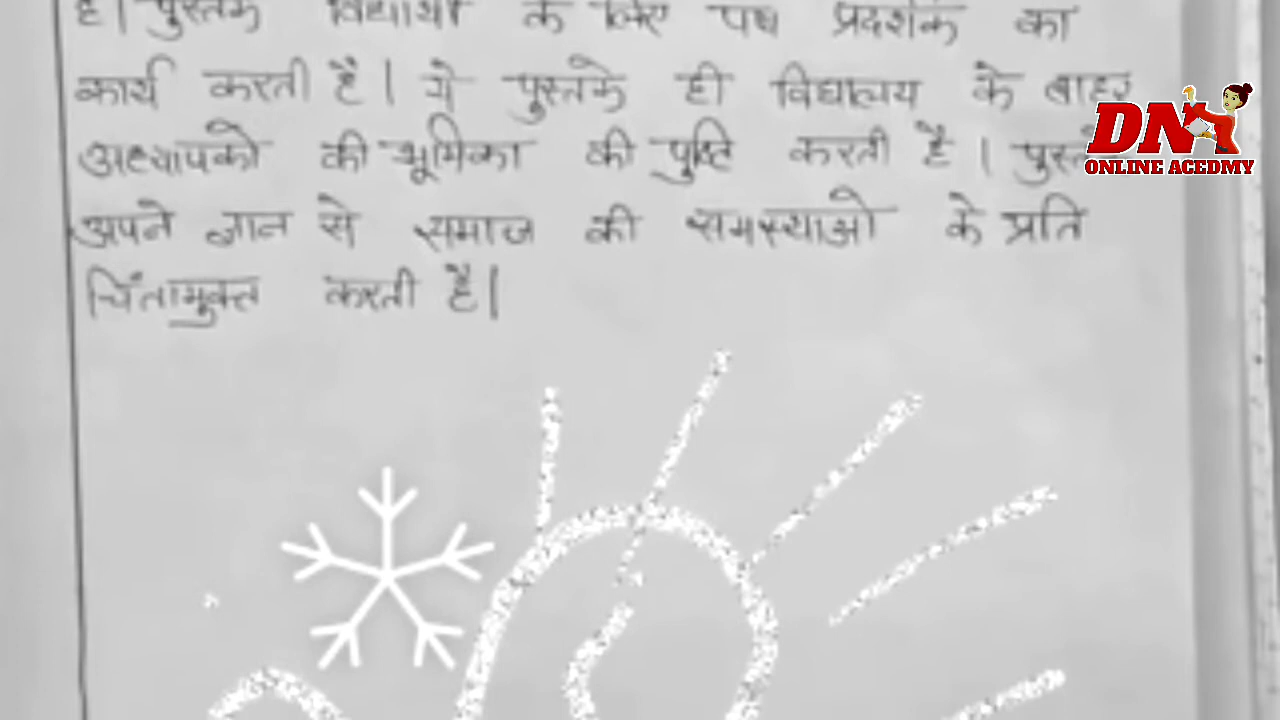 है। पुस्तके विद्यार्थी के लिए पथ प्रदर्शक का
कार्य करती है। ये पुस्तके ही विद्यालय के बाहर
अध्यापको की भूमिका की पुष्टि करती है। पुस्तके
अपने ज्ञान से समाज की समस्याओ के प्रति
चिंतामुक्त करती है।
DN
ONLINE ACEDMY